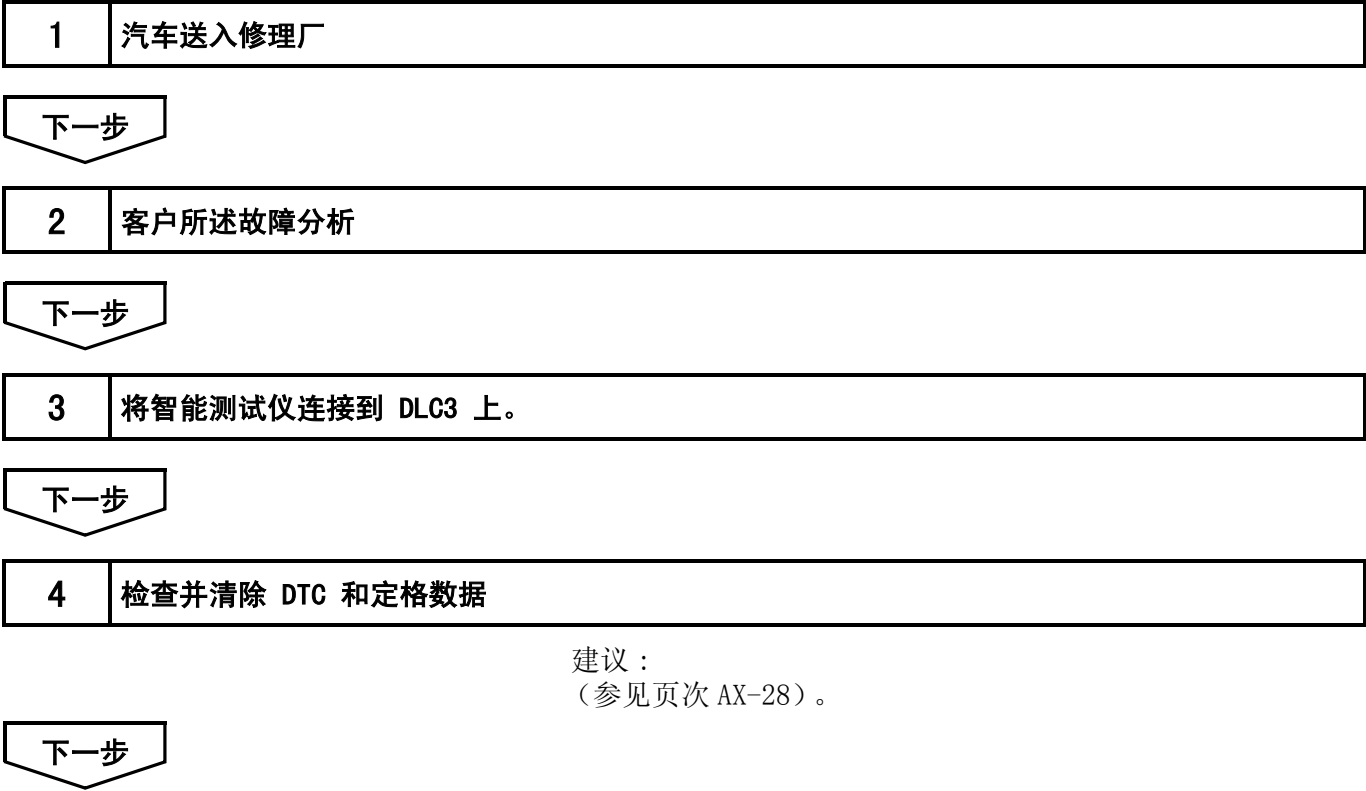 1 汽车送入修理厂
下一步
2 客户所述故障分析
下一步
3 将智能测试仪连接到 DLC3 上。
下一步
4 检查并清除 DTC 和定格数据
建议：
（参见页次 AX-28）。
下一步